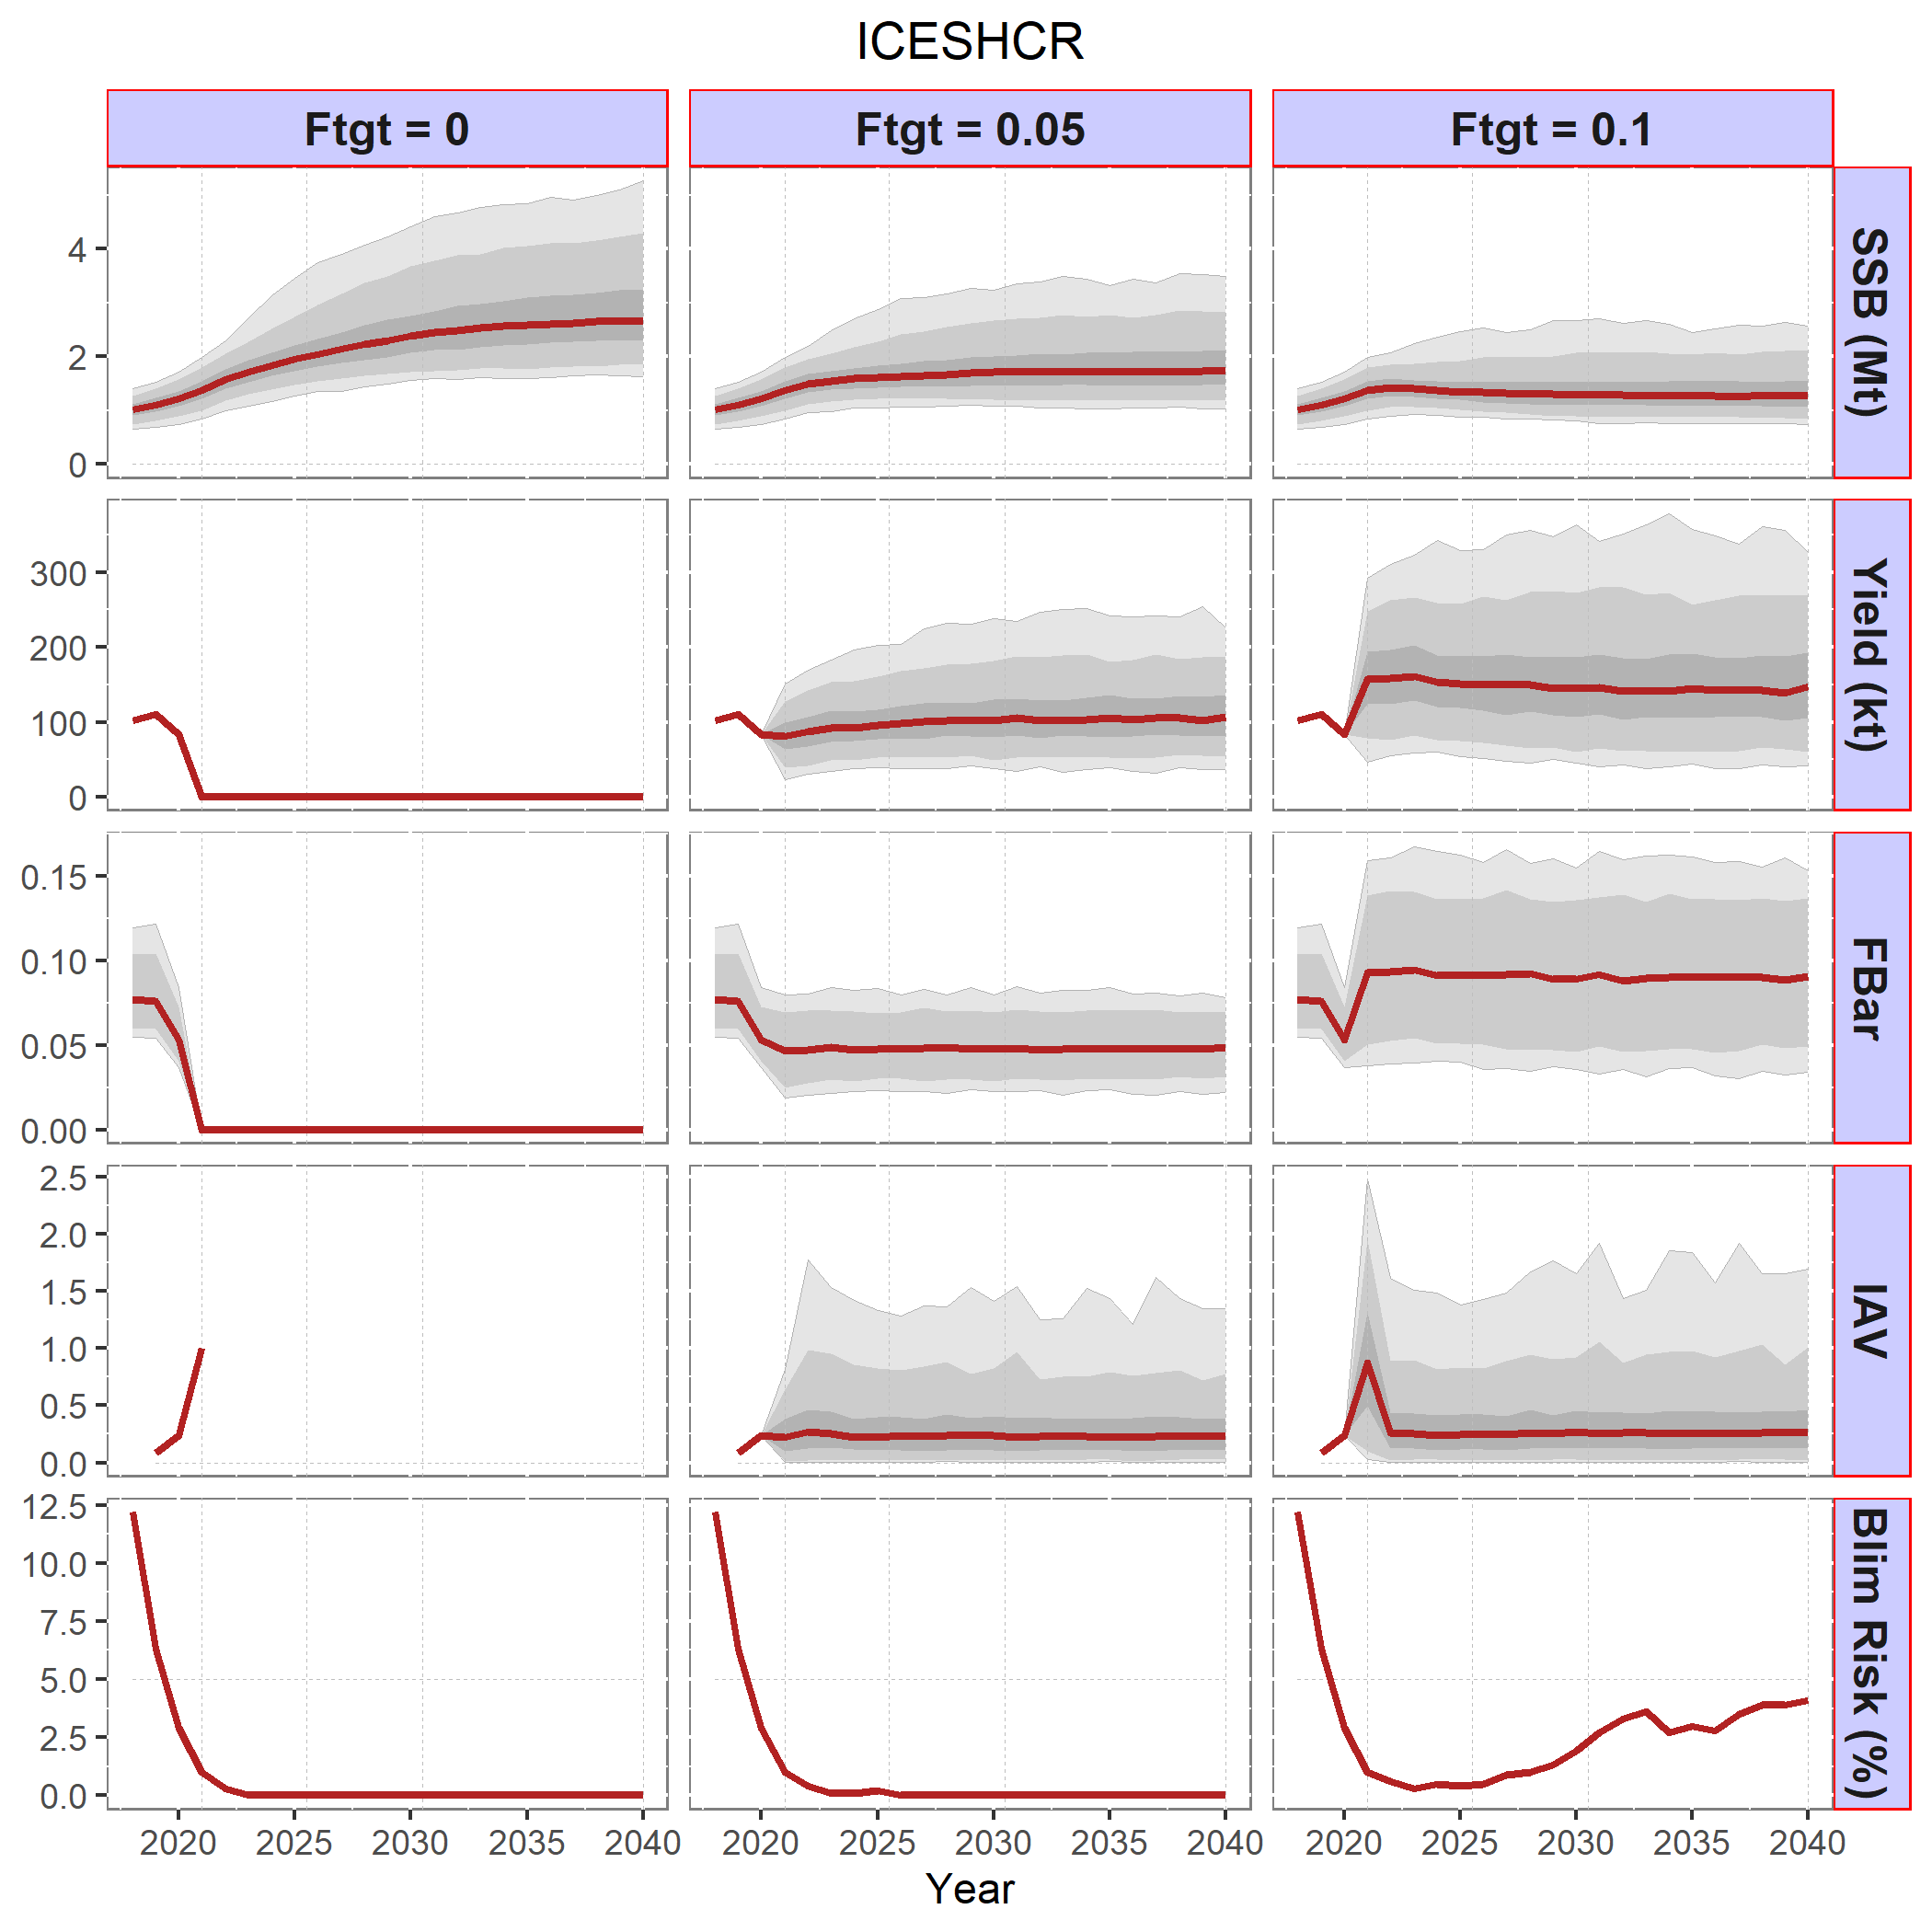 ICESHCR
Ftgt = 0 Ftgt = 0.05 Ftgt = 0.1
4
2
0
SSB (Mt)
300
200
100
0
Yield (kt)
0.15
0.10
0.05
0.00
FBar
2.5
2.0
1.5
1.0
0.5
0.0
IAV
12.5
10.0
7.5
5.0
2.5
0.0
Blim Risk (%)
2020 2025 2030 2035 2040 2020 2025 2030 2035 2040 2020 2025 2030 2035 2040
Year